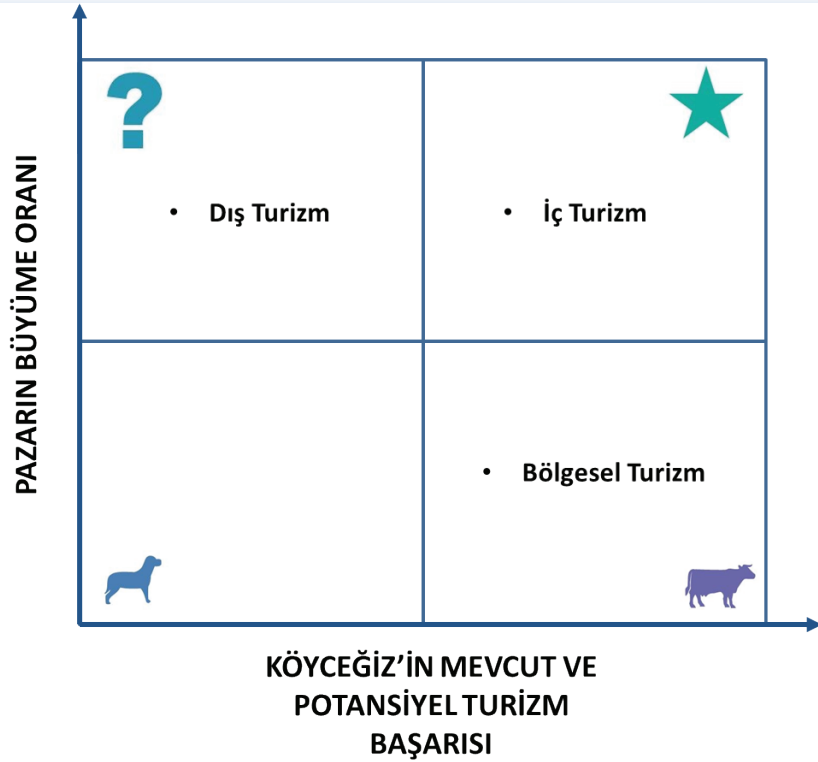 PAZARIN BÜYÜME ORANI
?
• Dış Turizm
• İç Turizm
• Bölgesel Turizm
KÖYCEĞİZ’İN MEVCUT VE
POTANSİYEL TURİZM
BAŞARISI